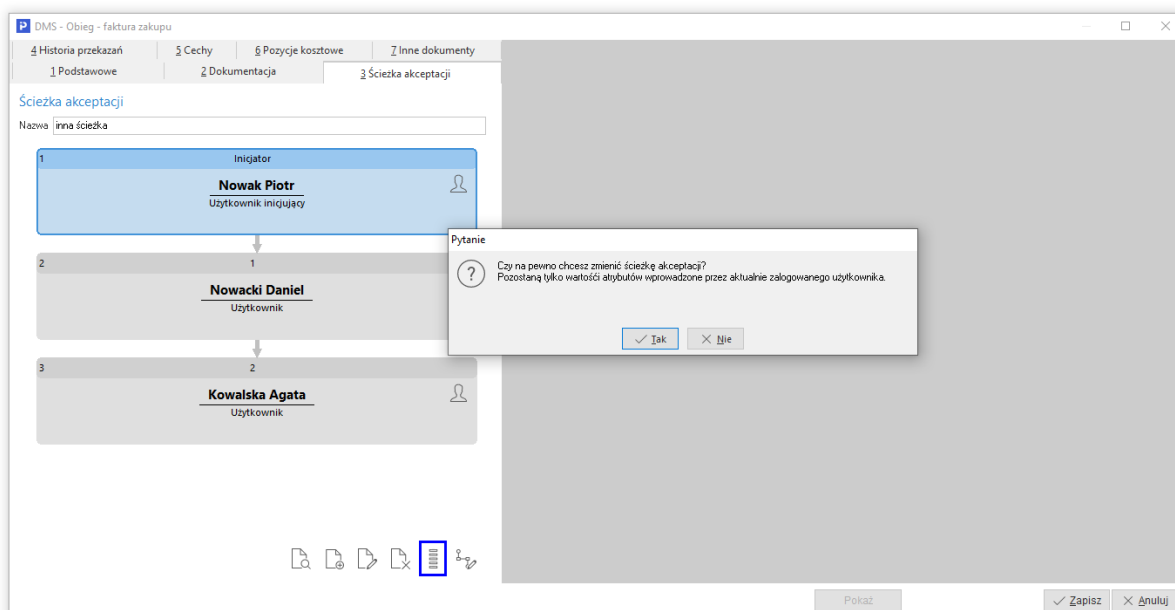 DMS - Obieg - faktura zakupu
4 Historia przekazań
5 Cechy
6 Pozycje kosztowe
7 Inne dokumenty
1 Podstawowe
2 Dokumentacja
3 Ścieżka akceptacji
Ścieżka akceptacji
Nazwa inna ścieżka
1 Inicjator
Nowak Piotr
Użytkownik inicjujący
2 1
Nowacki Daniel
Użytkownik
3 2
Kowalska Agata
Użytkownik
Pytanie
Czy na pewno chcesz zmienić ścieżkę akceptacji?
Pozostaną tylko wartośći atrybutów wprowadzone przez aktualnie zalogowanego użytkownika.
Tak
Nie
Pokaż
Zapisz
Anuluj